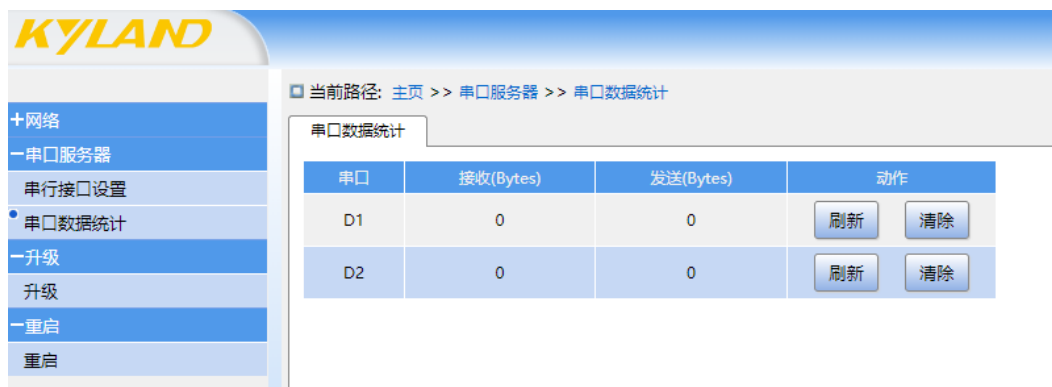 KYLAND
当前路径: 主页 >> 串口服务器 >> 串口数据统计
+网络
一串口服务器
串行接口设置
串口数据统计
一升级
升级
一重启
重启
串口数据统计
串口 接收(Bytes) 发送(Bytes) 动作
D1 0 0 刷新 清除
D2 0 0 刷新 清除